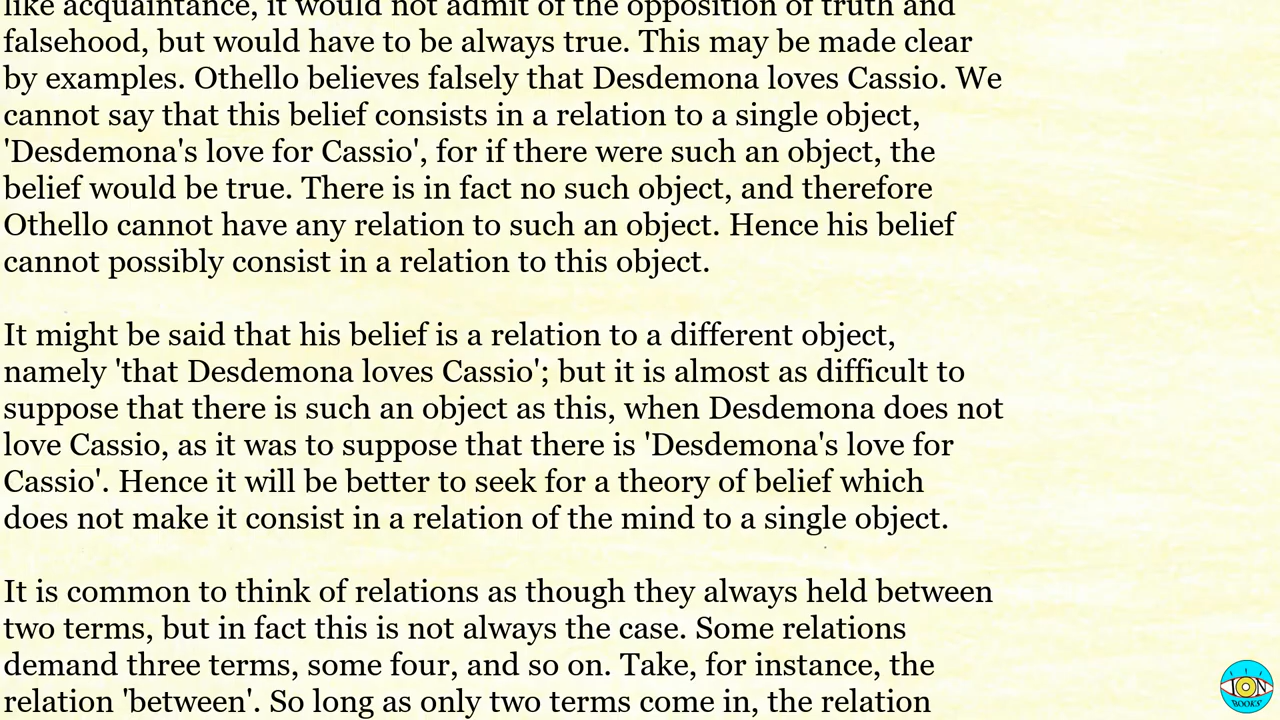 like acquaintance, it would not admit of the opposition of truth and
falsehood, but would have to be always true. This may be made clear
by examples. Othello believes falsely that Desdemona loves Cassio. We
cannot say that this belief consists in a relation to a single object,
'Desdemona's love for Cassio', for if there were such an object, the
belief would be true. There is in fact no such object, and therefore
Othello cannot have any relation to such an object. Hence his belief
cannot possibly consist in a relation to this object.
It might be said that his belief is a relation to a different object,
namely 'that Desdemona loves Cassio'; but it is almost as difficult to
suppose that there is such an object as this, when Desdemona does not
love Cassio, as it was to suppose that there is 'Desdemona's love for
Cassio'. Hence it will be better to seek for a theory of belief which
does not make it consist in a relation of the mind to a single object.
It is common to think of relations as though they always held between
two terms, but in fact this is not always the case. Some relations
demand three terms, some four, and so on. Take, for instance, the
relation 'between'. So long as only two terms come in, the relation
ION
BOOKS